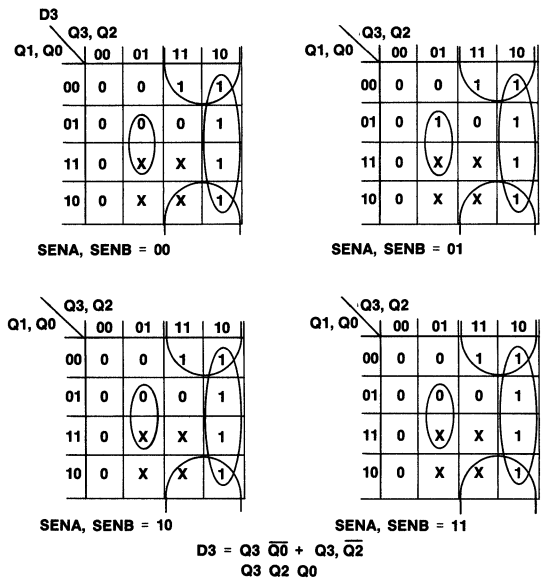 D3
Q3, Q2
Q1, Q0 00 01 11 10
00 0 0 1 1
01 0 0 0 1
11 0 X X 1
10 0 X X 1
SENA, SENB = 00
Q3, Q2
Q1, Q0 00 01 11 10
00 0 0 1 1
01 0 1 0 1
11 0 X X 1
10 0 X X 1
SENA, SENB = 01
Q3, Q2
Q1, Q0 00 01 11 10
00 0 0 1 1
01 0 0 0 1
11 0 X X 1
10 0 X X 1
SENA, SENB = 10
Q3, Q2
Q1, Q0 00 01 11 10
00 0 0 1 1
01 0 0 0 1
11 0 X X 1
10 0 X X 1
SENA, SENB = 11
D3 = Q3 Q̅0̅ + Q3, Q̅2̅
Q3 Q2 Q0